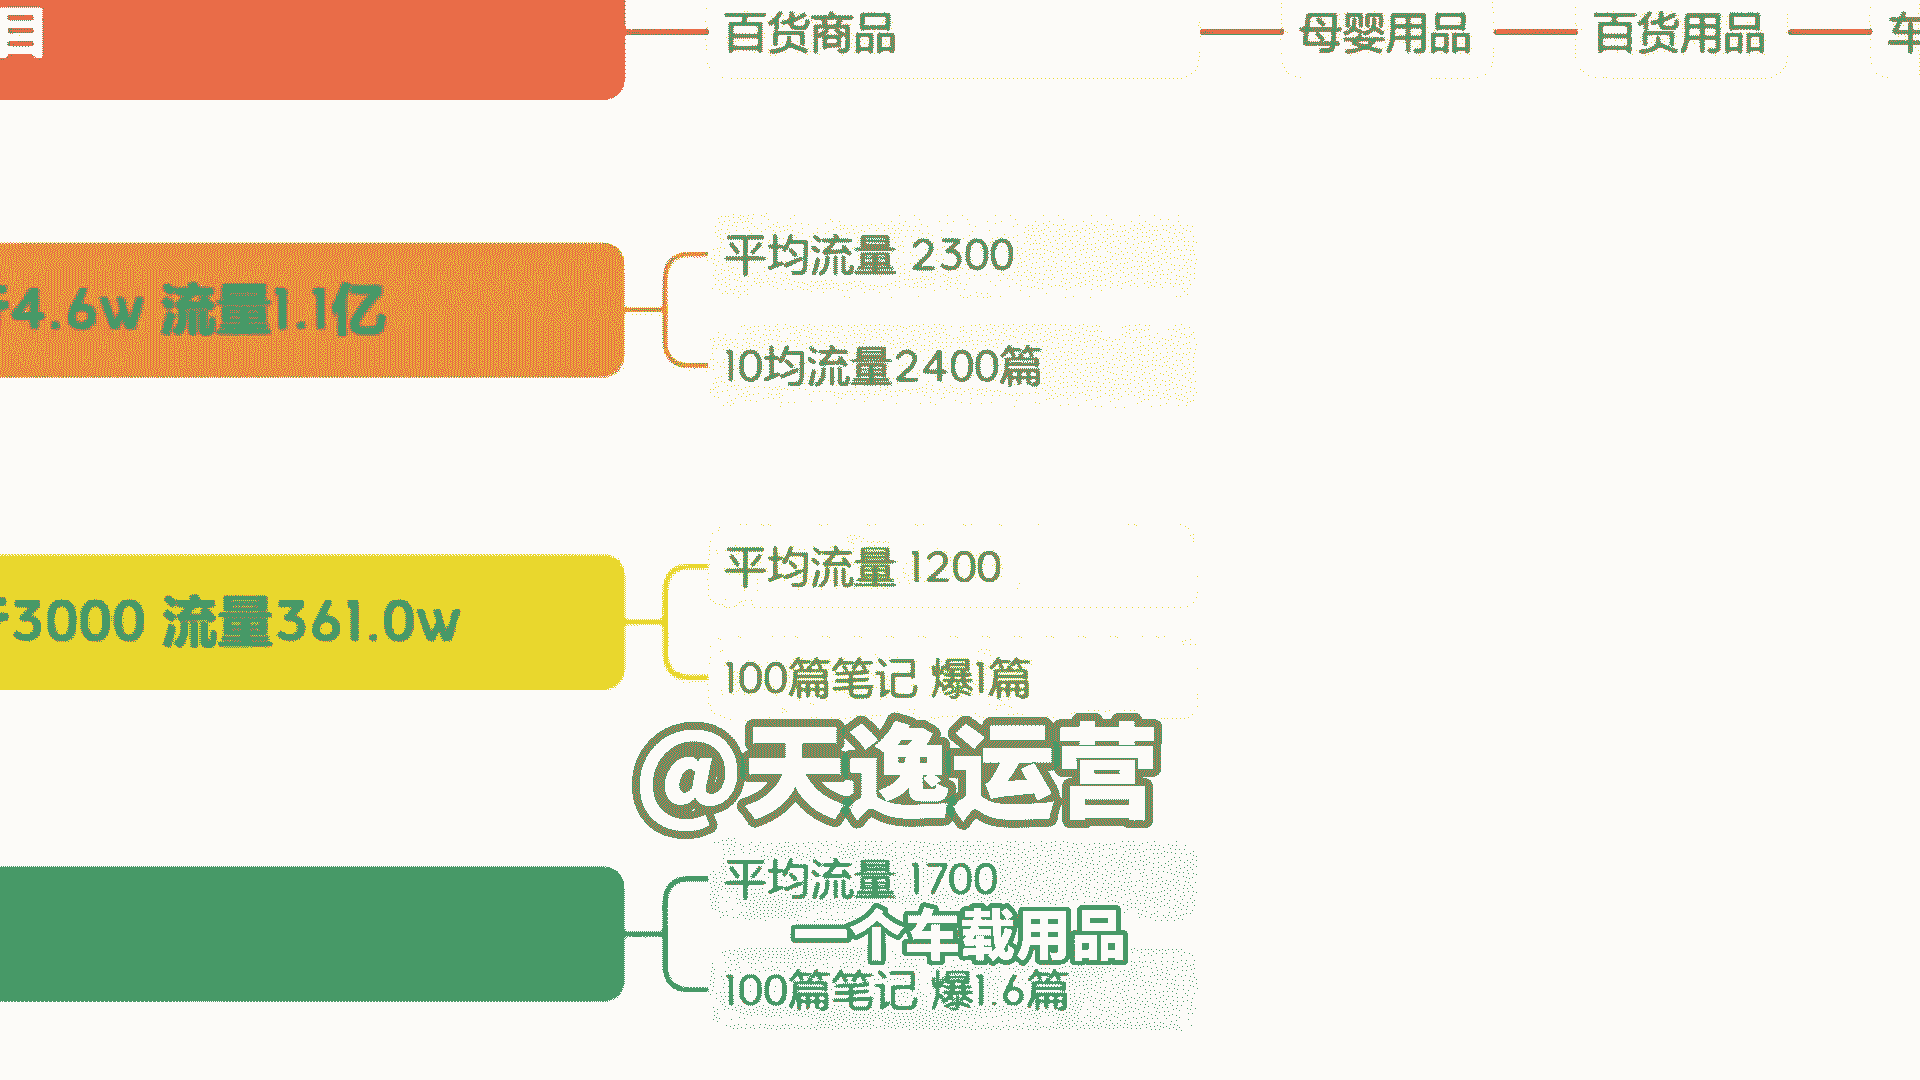 百货商品 母婴用品 百货用品 车
4.6w 流量1.1亿
平均流量 2300
10均流量2400篇
3000 流量361.0w
平均流量 1200
100篇笔记 爆1篇
@天逸运营
平均流量 1700
一个车载用品
100篇笔记 爆1.6篇